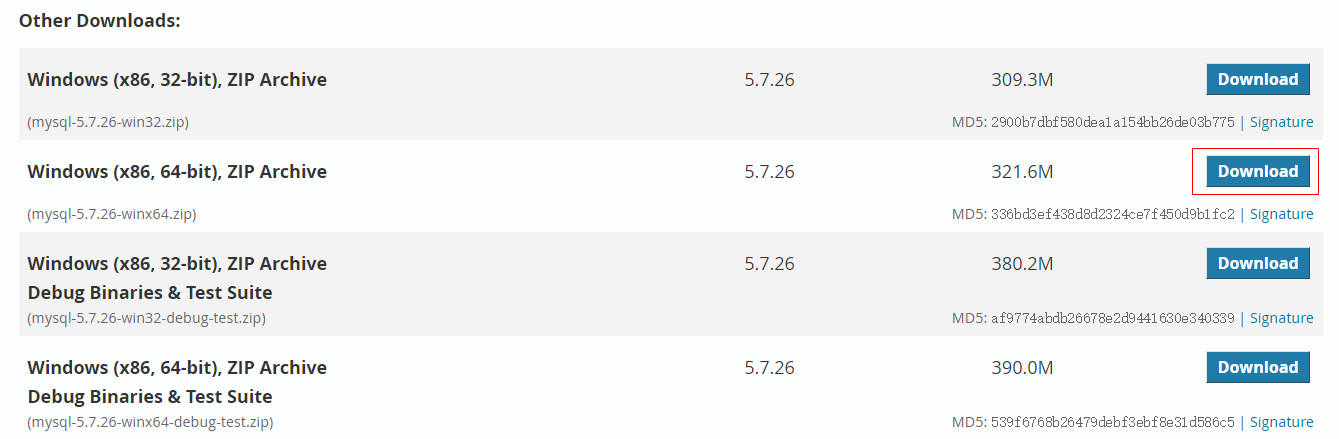 Other Downloads:
Windows (x86, 32-bit), ZIP Archive 5.7.26 309.3M Download
(mysql-5.7.26-win32.zip) MD5: 2900b7dbf580dea1a154bb26de03b775 | Signature
Windows (x86, 64-bit), ZIP Archive 5.7.26 321.6M Download
(mysql-5.7.26-winx64.zip) MD5: 336bd3ef438d8d2324ce7f450d9b1fc2 | Signature
Windows (x86, 32-bit), ZIP Archive 5.7.26 380.2M Download
Debug Binaries & Test Suite
(mysql-5.7.26-win32-debug-test.zip) MD5: af9774abdb26678e2d9441630e340339 | Signature
Windows (x86, 64-bit), ZIP Archive 5.7.26 390.0M Download
Debug Binaries & Test Suite
(mysql-5.7.26-winx64-debug-test.zip) MD5: 539f6768b26479debf3ebf8e31d586c5 | Signature